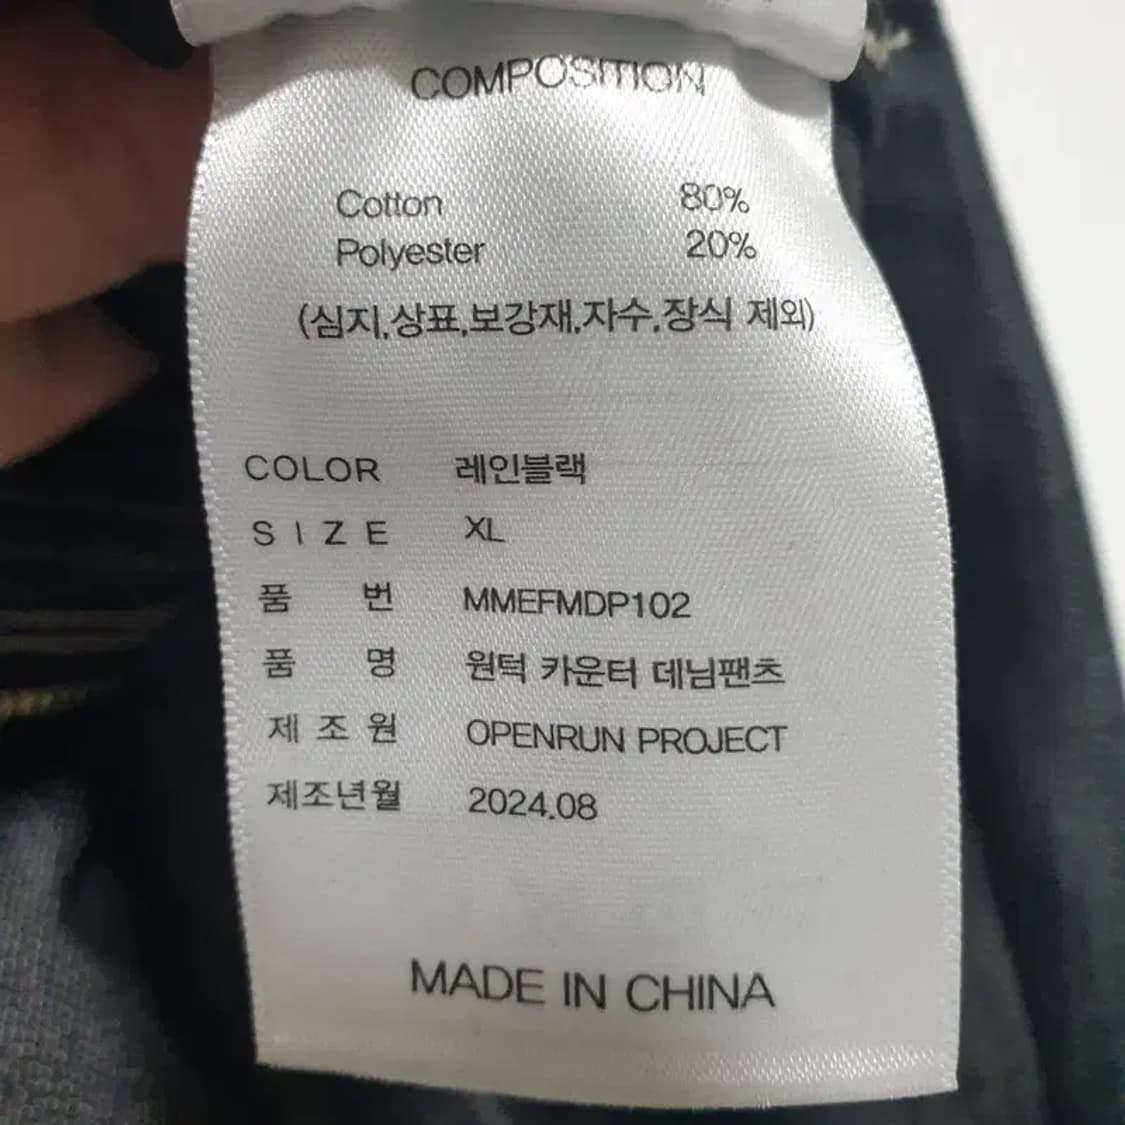 COMPOSITION
Cotton 80%
Polyester 20%
(심지,상표,보강재,자수,장식 제외)
COLOR 레인블랙
SIZE XL
품 번 MMEFMDP102
품 명 원턱 카운터 데님팬츠
제 조 원 OPENRUN PROJECT
제조년월 2024.08
MADE IN CHINA